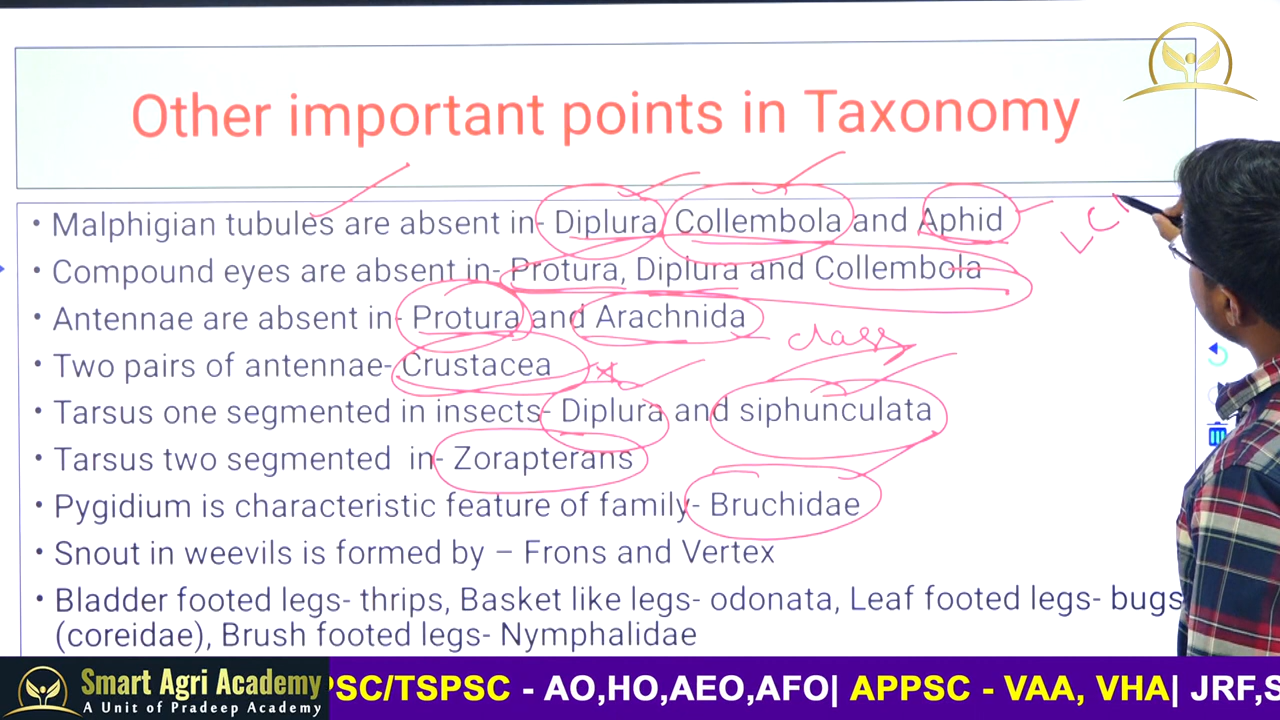 Other important points in Taxonomy
• Malphigian tubules are absent in- Diplura, Collembola and Aphid
LC
• Compound eyes are absent in- Protura, Diplura and Collembola
• Antennae are absent in- Protura and Arachnida
class
• Two pairs of antennae- Crustacea
• Tarsus one segmented in insects- Diplura and siphunculata
• Tarsus two segmented in- Zorapterans
• Pygidium is characteristic feature of family- Bruchidae
• Snout in weevils is formed by – Frons and Vertex
• Bladder footed legs- thrips, Basket like legs- odonata, Leaf footed legs- bugs
(coreidae), Brush footed legs- Nymphalidae
Smart Agri Academy
A Unit of Pradeep Academy
PSC/TSPSC - AO,HO,AEO,AFO| APPSC - VAA, VHA| JRF,S